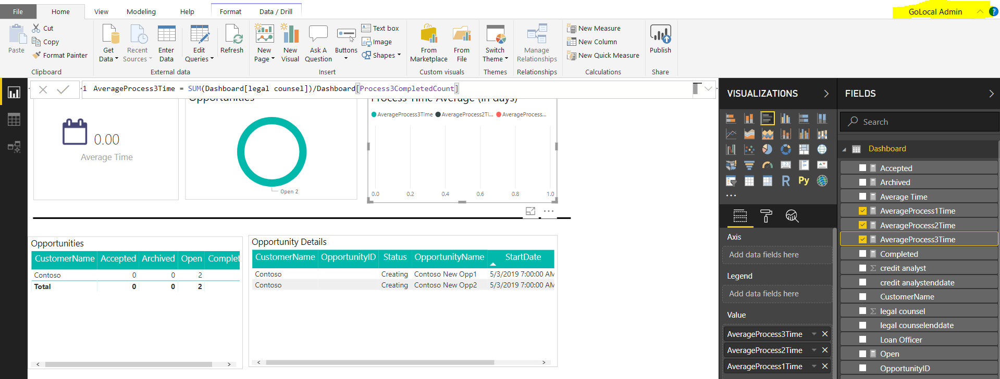 File Home View Modeling Help Format Data / Drill GoLocal Admin ?
Paste
Cut
Copy
Format Painter
Clipboard
Get
Data
Recent
Sources
Enter
Data
Edit
Queries
Refresh
External data
New
Page
New
Visual
Ask A
Question
Buttons
Text box
Image
Shapes
Insert
From
Marketplace
From
File
Custom visuals
Switch
Theme
Themes
Manage
Relationships
Relationships
New Measure
New Column
New Quick Measure
Calculations
Publish
Share
1 AverageProcess3Time = SUM(Dashboard[legal counsel])/Dashboard[Process3CompletedCount]
0.00
Average Time
Opportunities
Open 2
Process Time Average (in days)
AverageProcess3Time AverageProcess2Ti... AverageProcess...
0.0 0.2 0.4 0.6 0.8 1.0
Opportunities
CustomerName Accepted Archived Open Complet
Contoso 0 0 2
Total 0 0 2
Opportunity Details
CustomerName OpportunityID Status OpportunityName StartDate
Contoso Creating Contoso New Opp1 5/3/2019 7:00:00 AM
Contoso Creating Contoso New Opp2 5/3/2019 7:00:00 AM
VISUALIZATIONS
123
R Py
...
Axis
Add data fields here
Legend
Add data fields here
Value
AverageProcess3Time
AverageProcess2Time
AverageProcess1Time
FIELDS
Search
Dashboard
Accepted
Archived
Average Time
AverageProcess1Time
AverageProcess2Time
AverageProcess3Time
Completed
Σ credit analyst
credit analystenddate
CustomerName
Σ legal counsel
legal counselenddate
Loan Officer
Open
OpportunityID